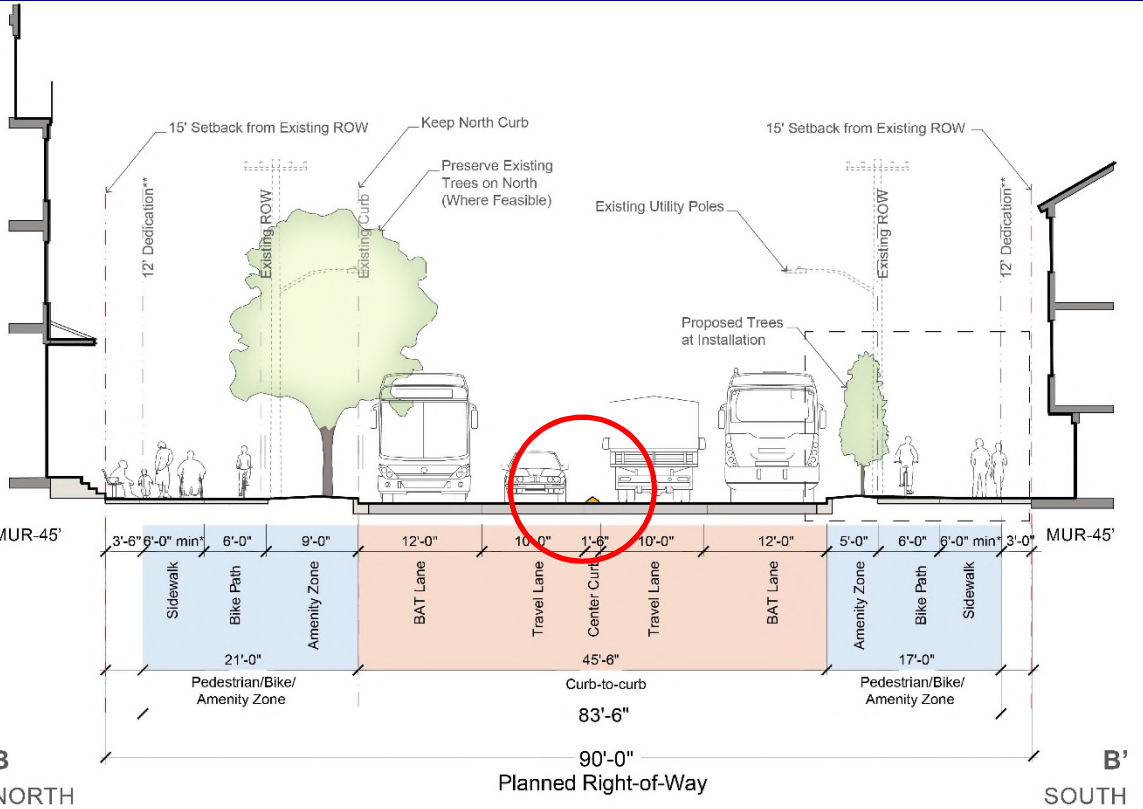 15' Setback from Existing ROW
Keep North Curb
15' Setback from Existing ROW
Preserve Existing
Trees on North
(Where Feasible)
12' Dedication**
Existing ROW
Existing Curb
Existing Utility Poles
Existing ROW
12' Dedication**
Proposed Trees
at Installation
MUR-45'
3'-6"
6'-0" min*
6'-0"
9'-0"
12'-0"
10'-0"
1'-6"
10'-0"
12'-0"
5'-0"
6'-0"
6'-0" min*
3'-0"
MUR-45'
Sidewalk
Bike Path
Amenity Zone
BAT Lane
Travel Lane
Center Curb
Travel Lane
BAT Lane
Amenity Zone
Bike Path
Sidewalk
21'-0"
45'-6"
17'-0"
Pedestrian/Bike/
Amenity Zone
Curb-to-curb
Pedestrian/Bike/
Amenity Zone
83'-6"
90'-0"
Planned Right-of-Way
B
NORTH
B'
SOUTH